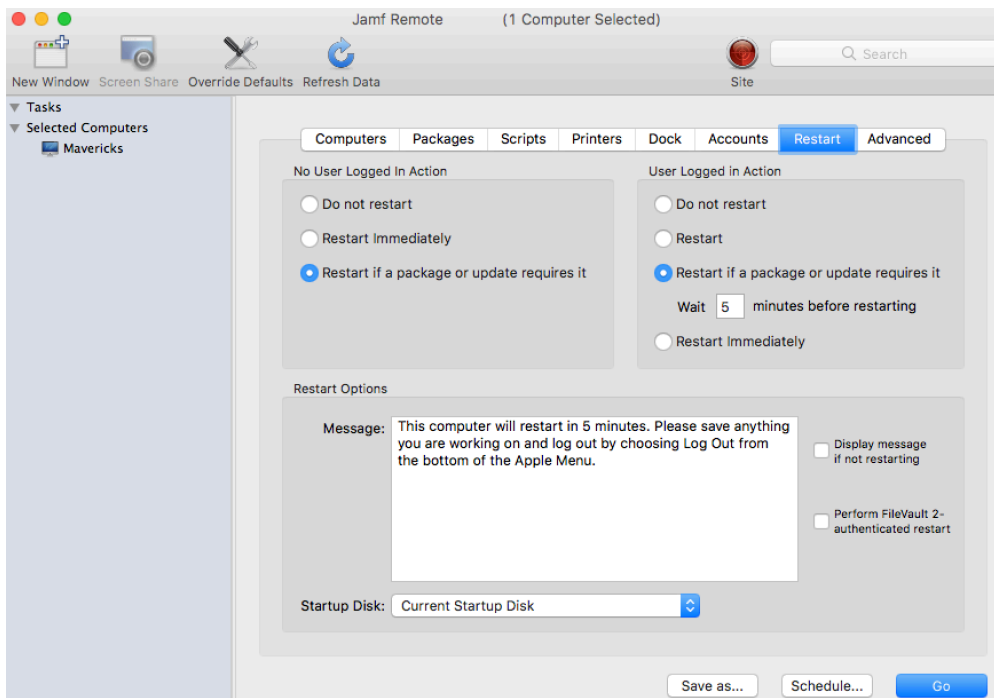 Jamf Remote (1 Computer Selected)
New Window Screen Share Override Defaults Refresh Data Site Search
Tasks
Selected Computers
Mavericks
Computers Packages Scripts Printers Dock Accounts Restart Advanced
No User Logged In Action
Do not restart
Restart Immediately
Restart if a package or update requires it
User Logged in Action
Do not restart
Restart
Restart if a package or update requires it
Wait 5 minutes before restarting
Restart Immediately
Restart Options
Message:
This computer will restart in 5 minutes. Please save anything
you are working on and log out by choosing Log Out from
the bottom of the Apple Menu.
Display message
if not restarting
Perform FileVault 2-
authenticated restart
Startup Disk: Current Startup Disk
Save as... Schedule... Go